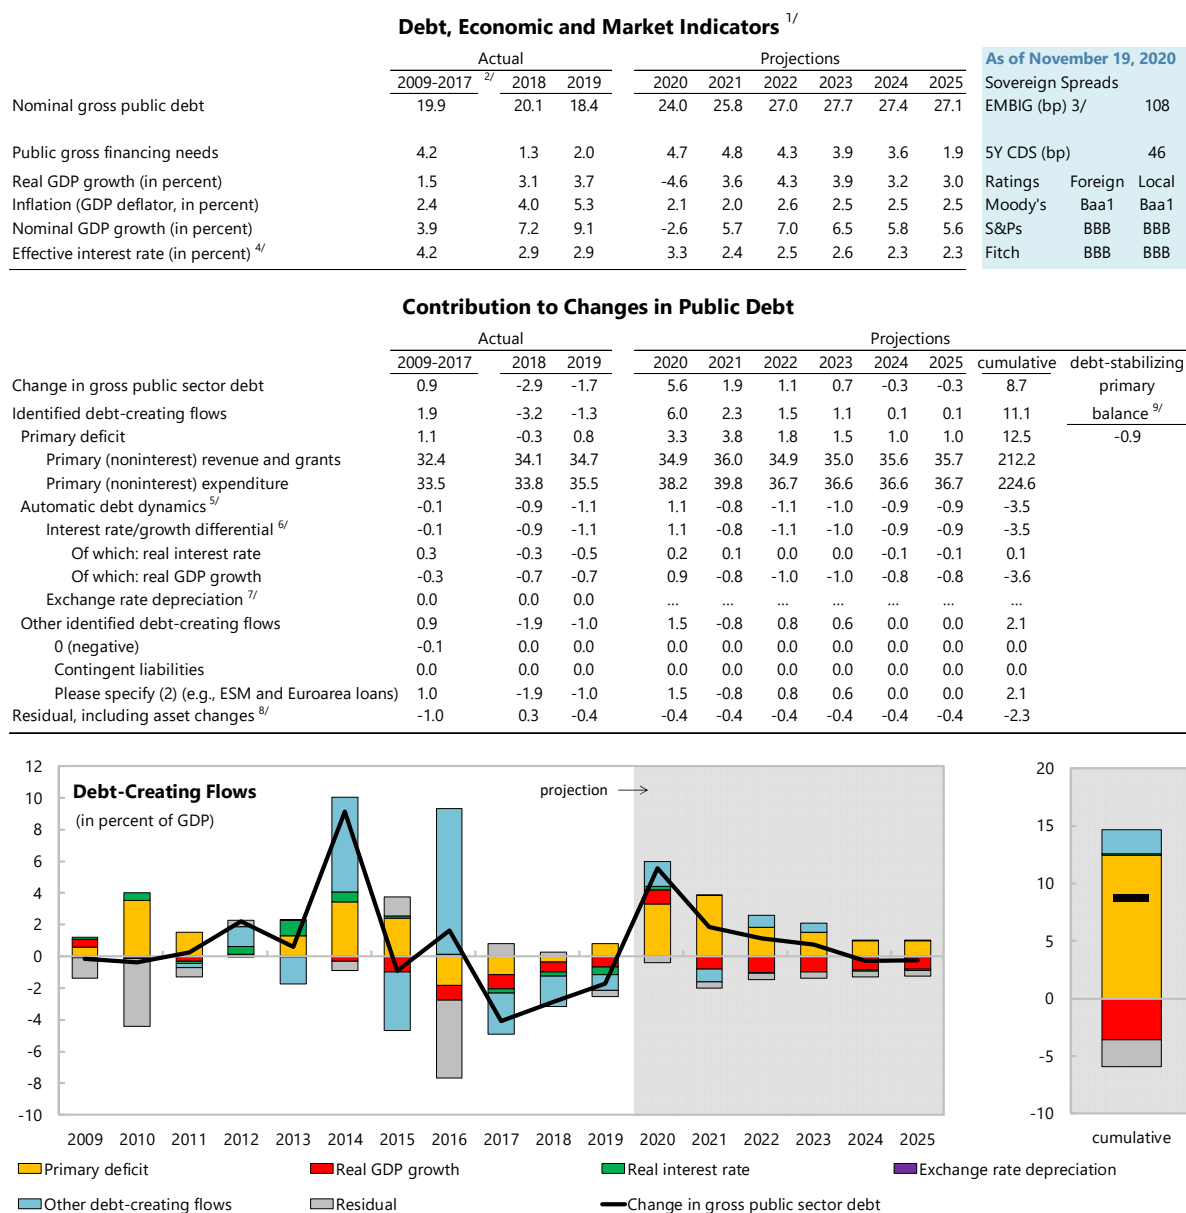 Debt, Economic and Market Indicators 1/
Actual Projections As of November 19, 2020
2009-2017 2/ 2018 2019 2020 2021 2022 2023 2024 2025 Sovereign Spreads
Nominal gross public debt 19.9 20.1 18.4 24.0 25.8 27.0 27.7 27.4 27.1 EMBIG (bp) 3/ 108
Public gross financing needs 4.2 1.3 2.0 4.7 4.8 4.3 3.9 3.6 1.9 5Y CDS (bp) 46
Real GDP growth (in percent) 1.5 3.1 3.7 -4.6 3.6 4.3 3.9 3.2 3.0 Ratings Foreign Local
Inflation (GDP deflator, in percent) 2.4 4.0 5.3 2.1 2.0 2.6 2.5 2.5 2.5 Moody's Baa1 Baa1
Nominal GDP growth (in percent) 3.9 7.2 9.1 -2.6 5.7 7.0 6.5 5.8 5.6 S&Ps BBB BBB
Effective interest rate (in percent) 4/ 4.2 2.9 2.9 3.3 2.4 2.5 2.6 2.3 2.3 Fitch BBB BBB
Contribution to Changes in Public Debt
Actual Projections
2009-2017 2018 2019 2020 2021 2022 2023 2024 2025 cumulative debt-stabilizing
Change in gross public sector debt 0.9 -2.9 -1.7 5.6 1.9 1.1 0.7 -0.3 -0.3 8.7 primary
Identified debt-creating flows 1.9 -3.2 -1.3 6.0 2.3 1.5 1.1 0.1 0.1 11.1 balance 9/
Primary deficit 1.1 -0.3 0.8 3.3 3.8 1.8 1.5 1.0 1.0 12.5 -0.9
Primary (noninterest) revenue and grants 32.4 34.1 34.7 34.9 36.0 34.9 35.0 35.6 35.7 212.2
Primary (noninterest) expenditure 33.5 33.8 35.5 38.2 39.8 36.7 36.6 36.6 36.7 224.6
Automatic debt dynamics 5/ -0.1 -0.9 -1.1 1.1 -0.8 -1.1 -1.0 -0.9 -0.9 -3.5
Interest rate/growth differential 6/ -0.1 -0.9 -1.1 1.1 -0.8 -1.1 -1.0 -0.9 -0.9 -3.5
Of which: real interest rate 0.3 -0.3 -0.5 0.2 0.1 0.0 0.0 -0.1 -0.1 0.1
Of which: real GDP growth -0.3 -0.7 -0.7 0.9 -0.8 -1.0 -1.0 -0.8 -0.8 -3.6
Exchange rate depreciation 7/ 0.0 0.0 0.0 ... ... ... ... ... ... ...
Other identified debt-creating flows 0.9 -1.9 -1.0 1.5 -0.8 0.8 0.6 0.0 0.0 2.1
0 (negative) -0.1 0.0 0.0 0.0 0.0 0.0 0.0 0.0 0.0 0.0
Contingent liabilities 0.0 0.0 0.0 0.0 0.0 0.0 0.0 0.0 0.0 0.0
Please specify (2) (e.g., ESM and Euroarea loans) 1.0 -1.9 -1.0 1.5 -0.8 0.8 0.6 0.0 0.0 2.1
Residual, including asset changes 8/ -1.0 0.3 -0.4 -0.4 -0.4 -0.4 -0.4 -0.4 -0.4 -2.3
Debt-Creating Flows
(in percent of GDP)
projection
12
10
8
6
4
2
0
-2
-4
-6
-8
-10
2009 2010 2011 2012 2013 2014 2015 2016 2017 2018 2019 2020 2021 2022 2023 2024 2025
20
15
10
5
0
-5
-10
cumulative
Primary deficit Real GDP growth Real interest rate Exchange rate depreciation
Other debt-creating flows Residual Change in gross public sector debt